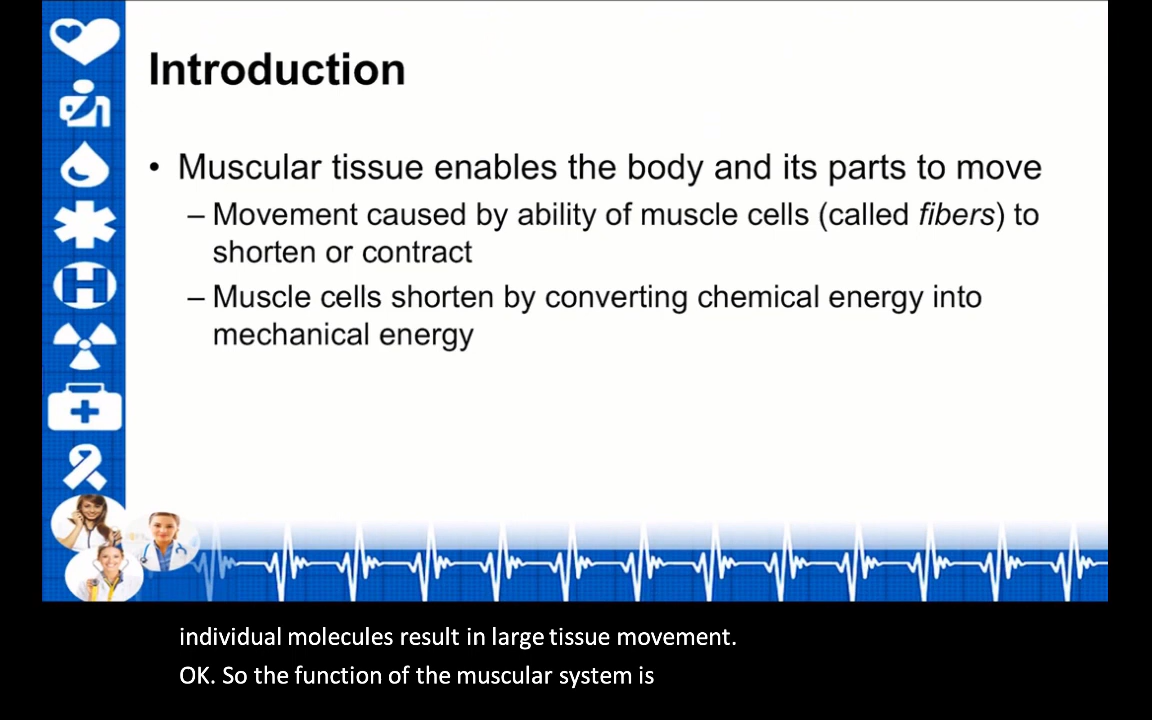 Introduction
• Muscular tissue enables the body and its parts to move
– Movement caused by ability of muscle cells (called fibers) to
shorten or contract
– Muscle cells shorten by converting chemical energy into
mechanical energy
H
individual molecules result in large tissue movement.
OK. So the function of the muscular system is